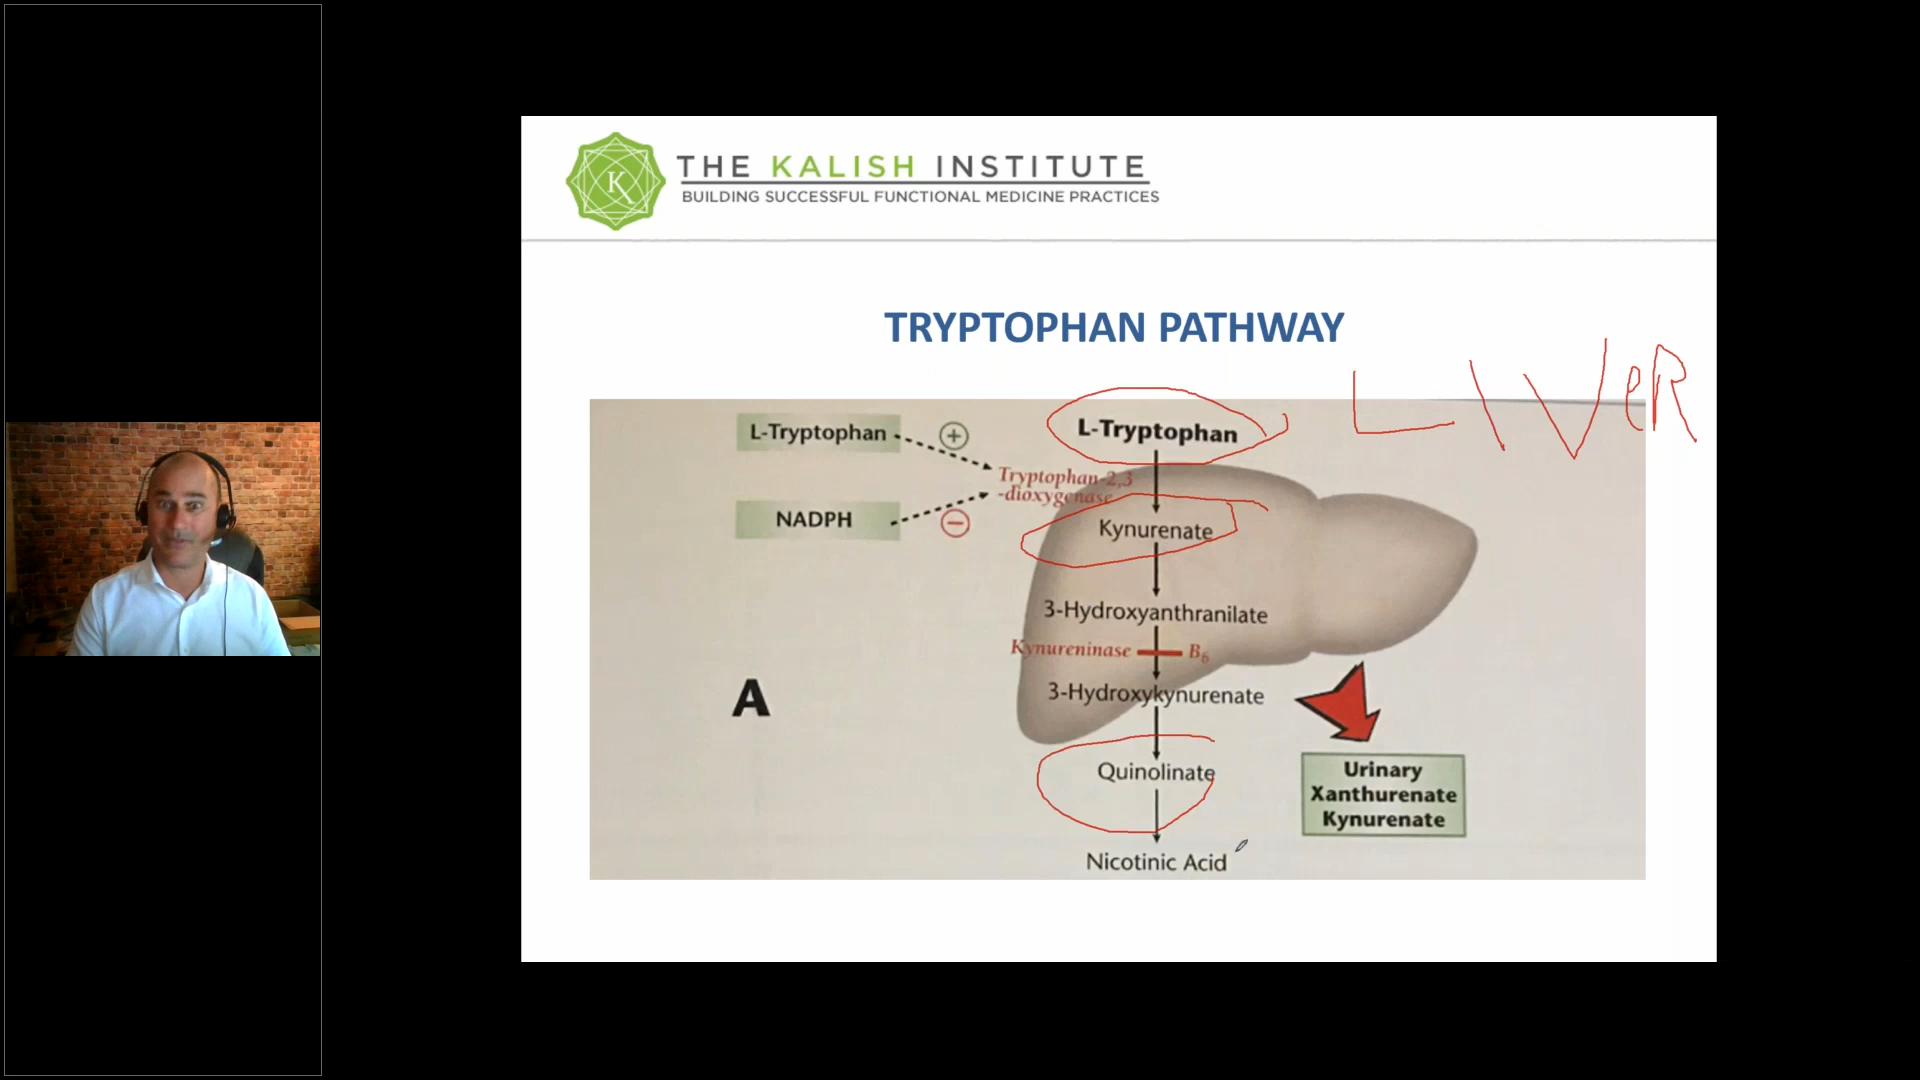 K
THE KALISH INSTITUTE
BUILDING SUCCESSFUL FUNCTIONAL MEDICINE PRACTICES
TRYPTOPHAN PATHWAY
LIVeR
L-Tryptophan
+
L-Tryptophan
Tryptophan-2,3
-dioxygenase
NADPH
−
Kynurenate
3-Hydroxyanthranilate
Kynureninase
B6
3-Hydroxykynurenate
A
Quinolinate
Urinary
Xanthurenate
Kynurenate
Nicotinic Acid